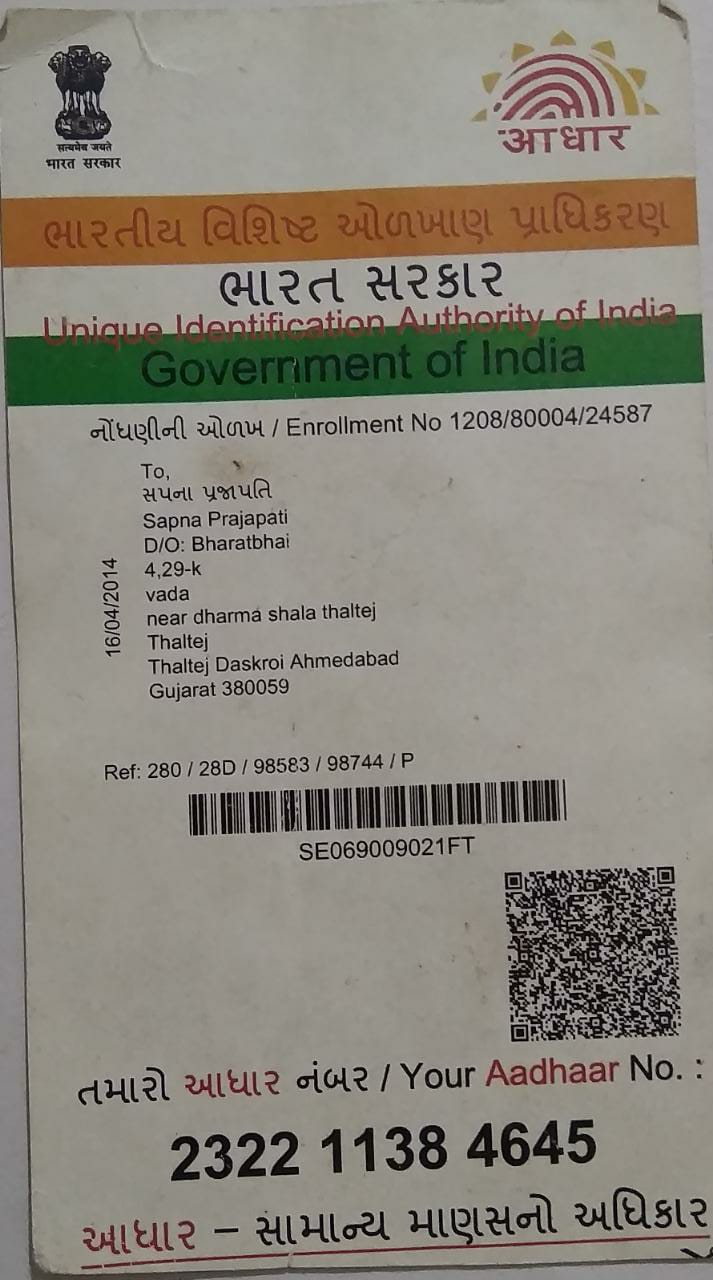 सत्यमेव जयते
भारत सरकार
आधार
ભારતીય વિશિષ્ટ ઓળખાણ પ્રાધિકરણ
ભારત સરકાર
Unique Identification Authority of India
Government of India
નોંધણીની ઓળખ / Enrollment No 1208/80004/24587
To,
સપના પ્રજાપતિ
Sapna Prajapati
D/O: Bharatbhai
4,29-k
vada
near dharma shala thaltej
Thaltej
Thaltej Daskroi Ahmedabad
Gujarat 380059
16/04/2014
Ref: 280 / 28D / 98583 / 98744 / P
SE069009021FT
તમારો આધાર નંબર / Your Aadhaar No. :
2322 1138 4645
આધાર – સામાન્ય માણસનો અધિકાર